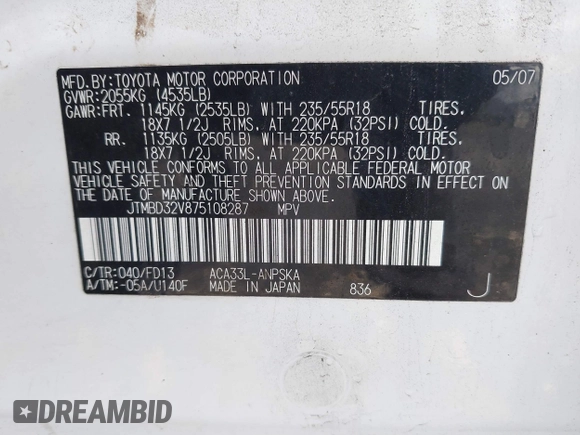 MFD.BY:TOYOTA MOTOR CORPORATION 05/07
GVWR:2055KG (4535LB)
GAWR:FRT. 1145KG (2535LB) WITH 235/55R18 TIRES.
18X7 1/2J RIMS, AT 220KPA (32PSI) COLD.
RR. 1135KG (2505LB) WITH 235/55R18 TIRES.
18X7 1/2J RIMS, AT 220KPA (32PSI) COLD.
THIS VEHICLE CONFORMS TO ALL APPLICABLE FEDERAL MOTOR
VEHICLE SAFETY AND THEFT PREVENTION STANDARDS IN EFFECT ON
THE DATE OF MANUFACTURE SHOWN ABOVE.
JTMBD32V875108287 MPV
C/TR:040/FD13 ACA33L-ANPSKA
A/TM:-05A/U140F MADE IN JAPAN 836 J
DREAMBID